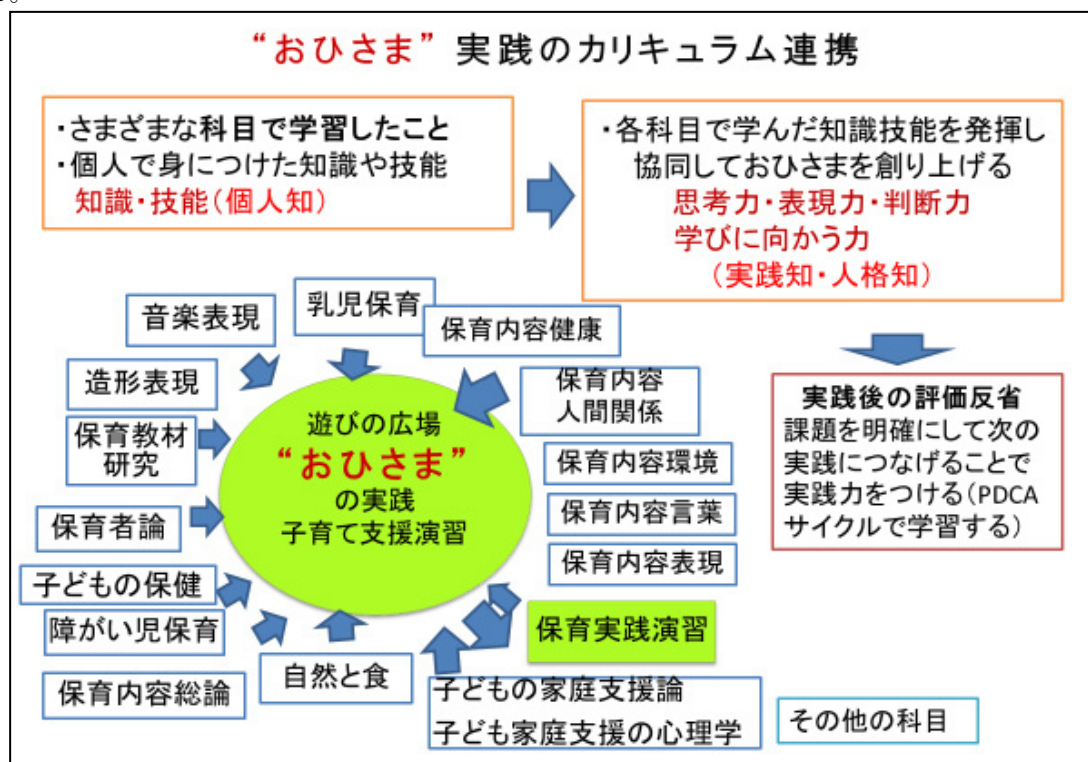 “おひさま” 実践のカリキュラム連携
・さまざまな科目で学習したこと
・個人で身につけた知識や技能
知識・技能(個人知)
・各科目で学んだ知識技能を発揮し
協同しておひさまを創り上げる
思考力・表現力・判断力
学びに向かう力
(実践知・人格知)
実践後の評価反省
課題を明確にして次の
実践につなげることで
実践力をつける(PDCA
サイクルで学習する)
音楽表現
乳児保育
保育内容健康
造形表現
保育内容
人間関係
保育教材
研究
保育内容環境
保育者論
保育内容言葉
保育内容表現
遊びの広場
“おひさま”
の実践
子育て支援演習
子どもの保健
障がい児保育
保育内容総論
自然と食
保育実践演習
子どもの家庭支援論
子ども家庭支援の心理学
その他の科目